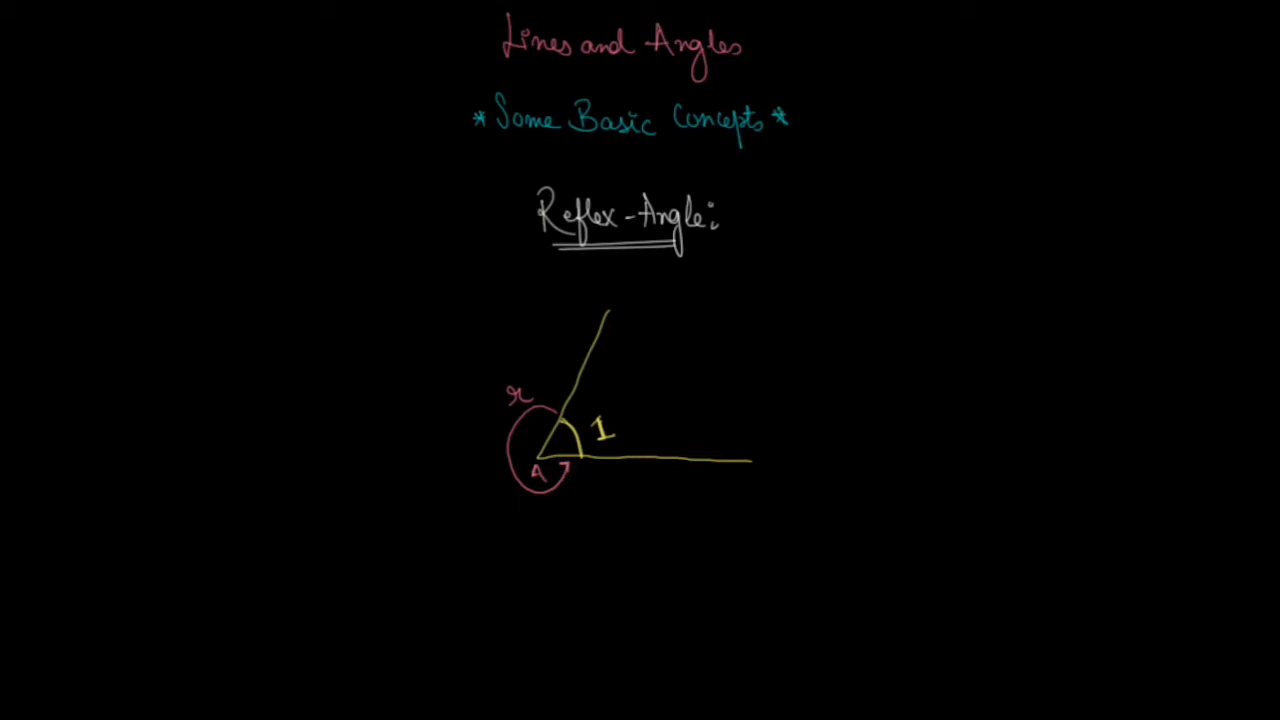 Lines and Angles
*Some Basic Concepts*
Reflex-Angle:
r
1
A